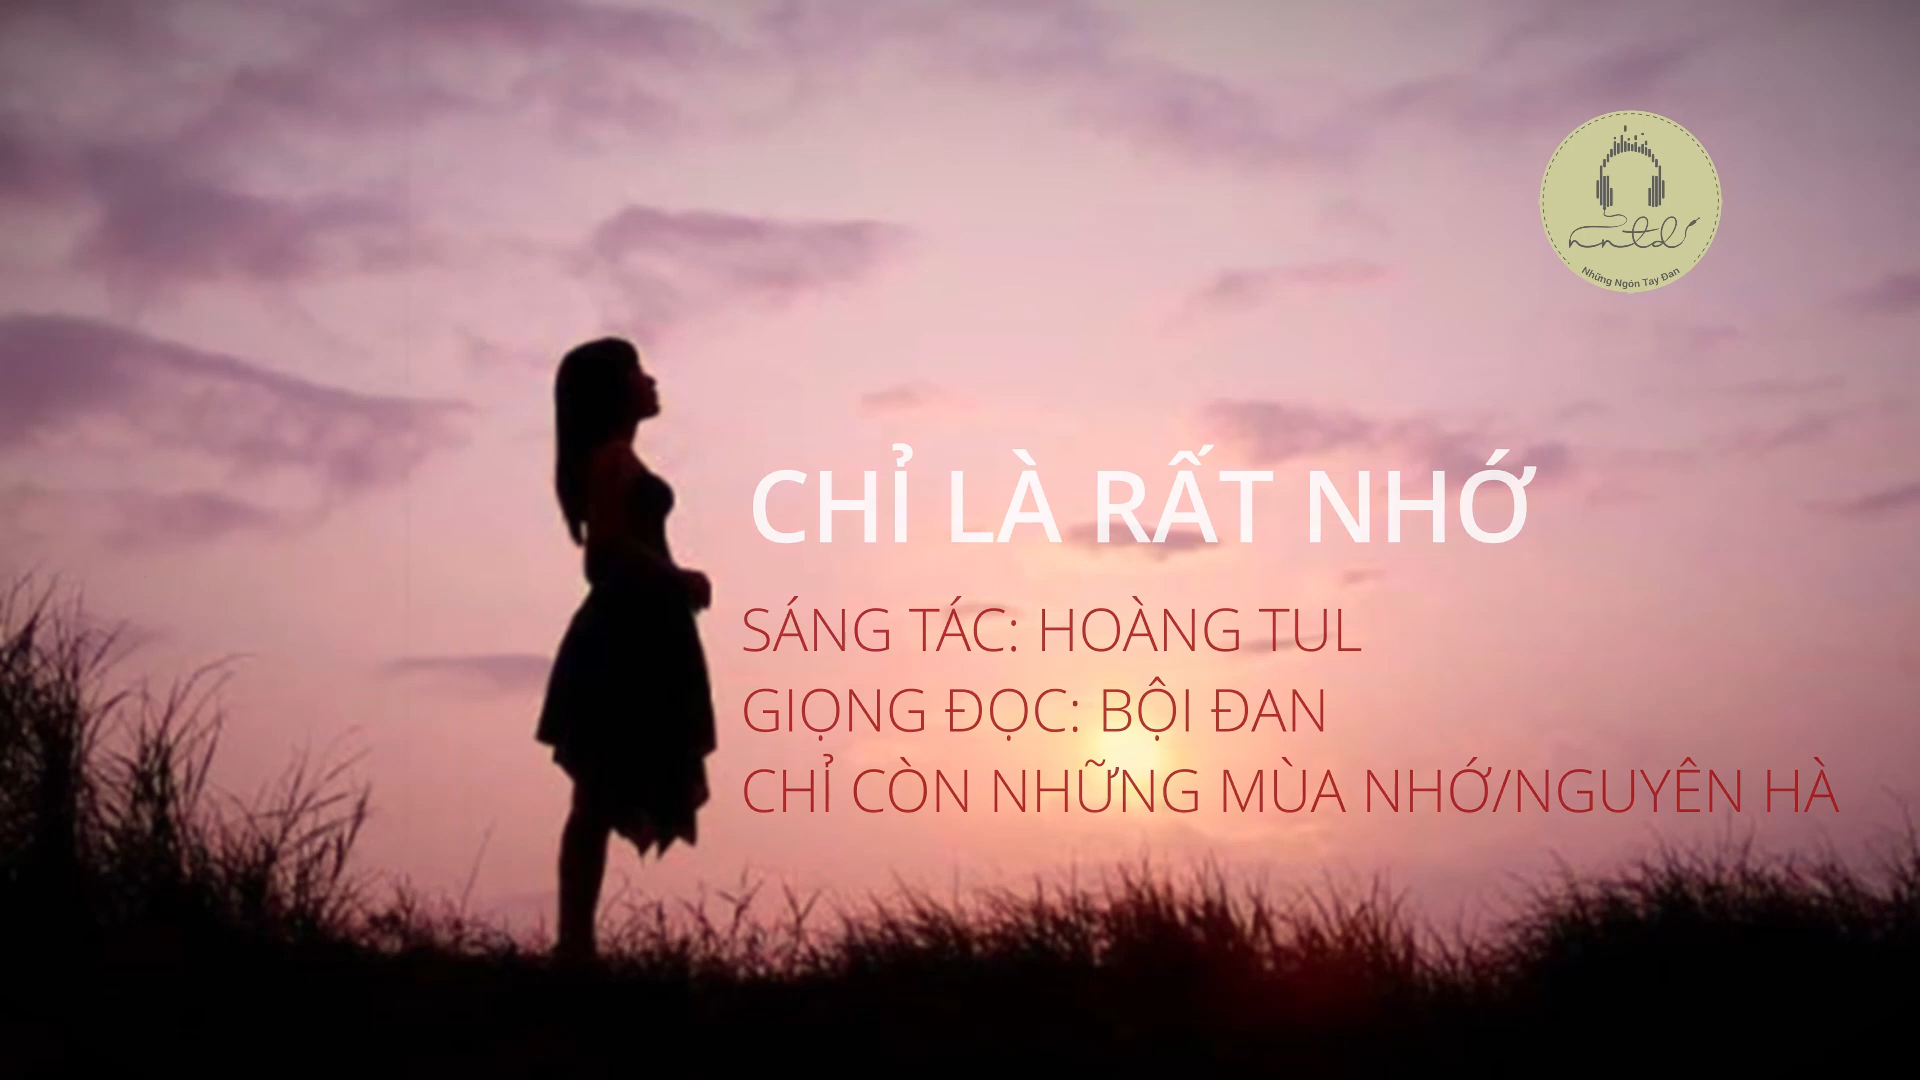 nntd
Những Ngón Tay Đan
CHỈ LÀ RẤT NHỚ
SÁNG TÁC: HOÀNG TUL
GIỌNG ĐỌC: BỘI ĐAN
CHỈ CÒN NHỮNG MÙA NHỚ/NGUYÊN HÀ